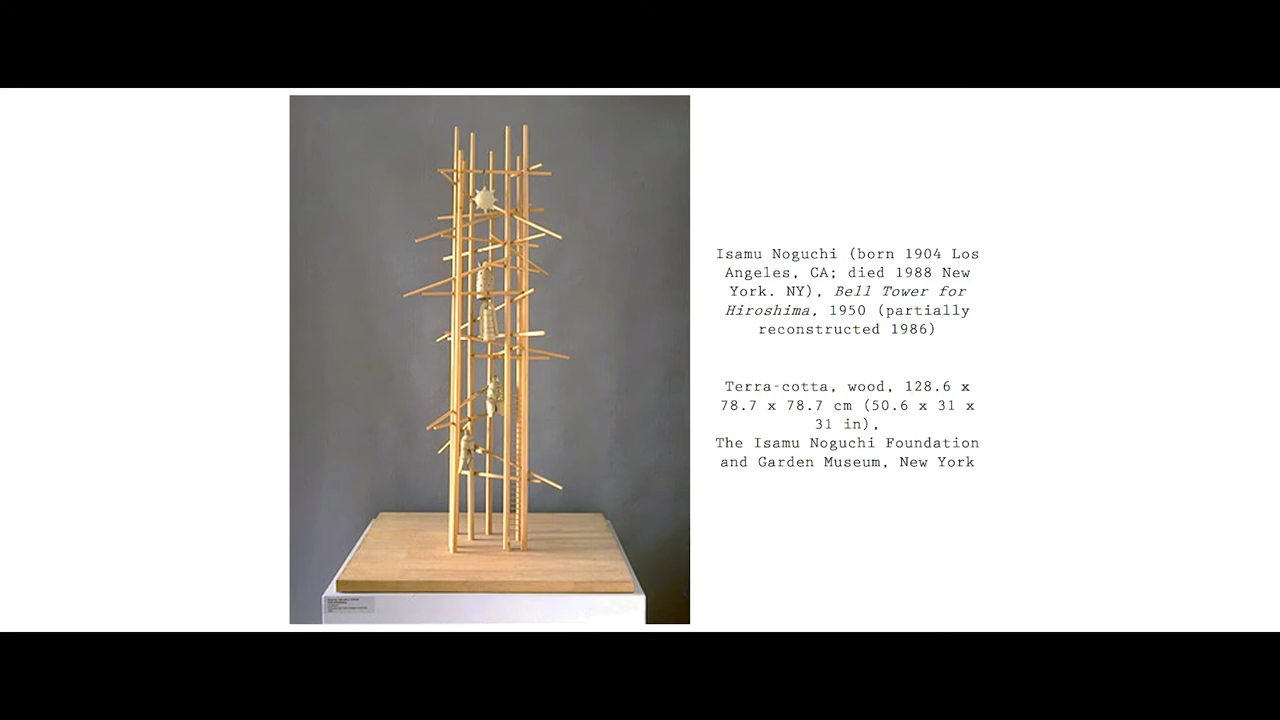 Isamu Noguchi (born 1904 Los
Angeles, CA; died 1988 New
York. NY), Bell Tower for
Hiroshima, 1950 (partially
reconstructed 1986)
Terra-cotta, wood, 128.6 x
78.7 x 78.7 cm (50.6 x 31 x
31 in),
The Isamu Noguchi Foundation
and Garden Museum, New York